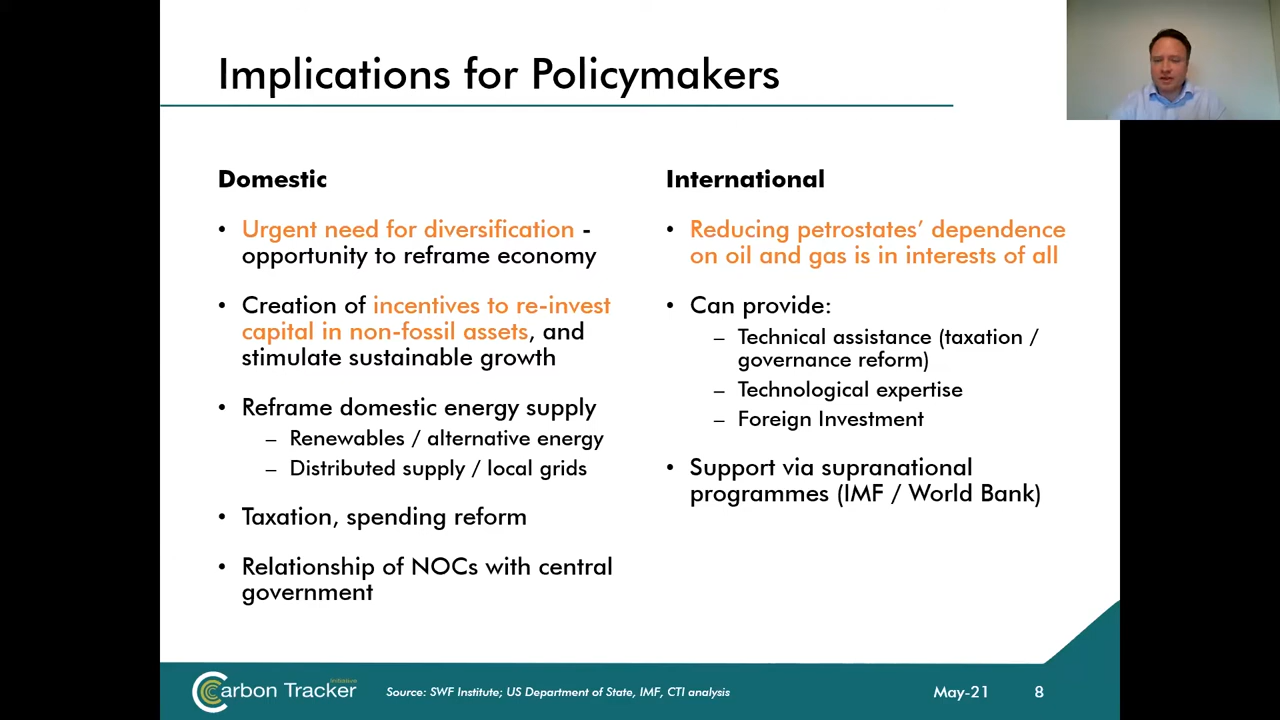 Implications for Policymakers
Domestic
• Urgent need for diversification -
opportunity to reframe economy
• Creation of incentives to re-invest
capital in non-fossil assets, and
stimulate sustainable growth
• Reframe domestic energy supply
– Renewables / alternative energy
– Distributed supply / local grids
• Taxation, spending reform
• Relationship of NOCs with central
government
International
• Reducing petrostates’ dependence
on oil and gas is in interests of all
• Can provide:
– Technical assistance (taxation /
governance reform)
– Technological expertise
– Foreign Investment
• Support via supranational
programmes (IMF / World Bank)
Carbon Tracker
Initiative
Source: SWF Institute; US Department of State, IMF, CTI analysis
May-21
8